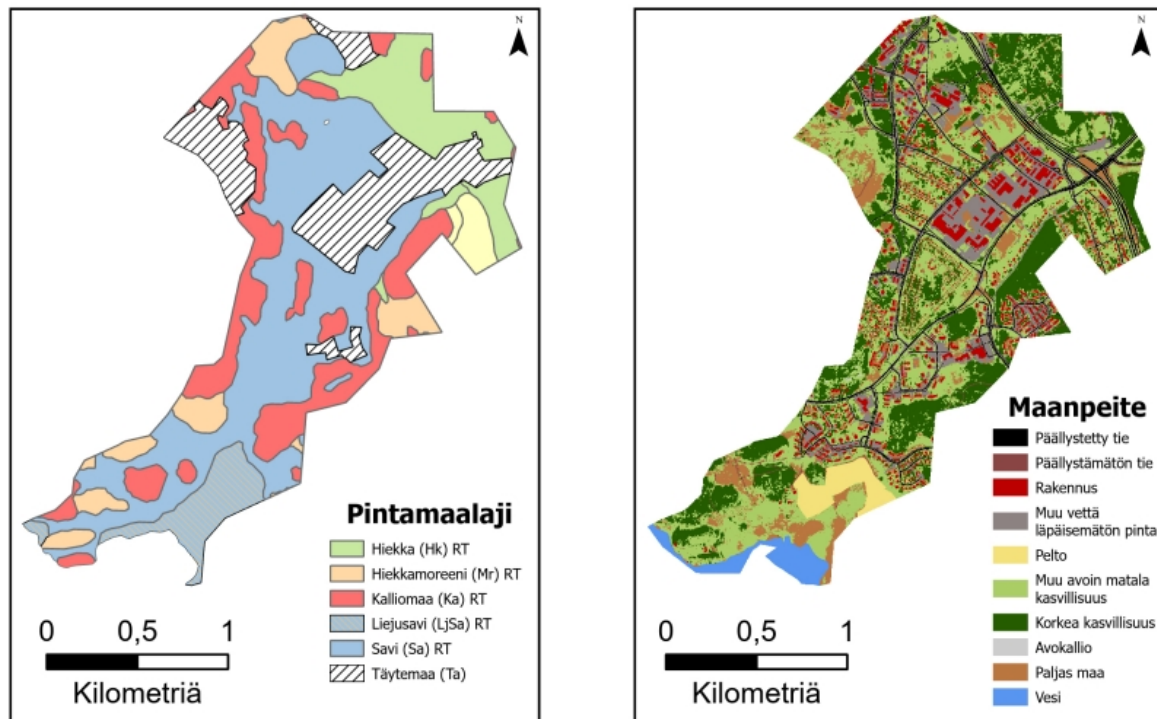 N
Pintamaalaji
Hiekka (Hk) RT
Hiekkamoreeni (Mr) RT
Kalliomaa (Ka) RT
Liejusavi (LjSa) RT
Savi (Sa) RT
Täytemaa (Ta)
0 0,5 1
Kilometriä
N
Maanpeite
Päällystetty tie
Päällystämätön tie
Rakennus
Muu vettä
läpäisemätön pinta
Pelto
Muu avoin matala
kasvillisuus
Korkea kasvillisuus
Avokallio
Paljas maa
Vesi
0 0,5 1
Kilometriä